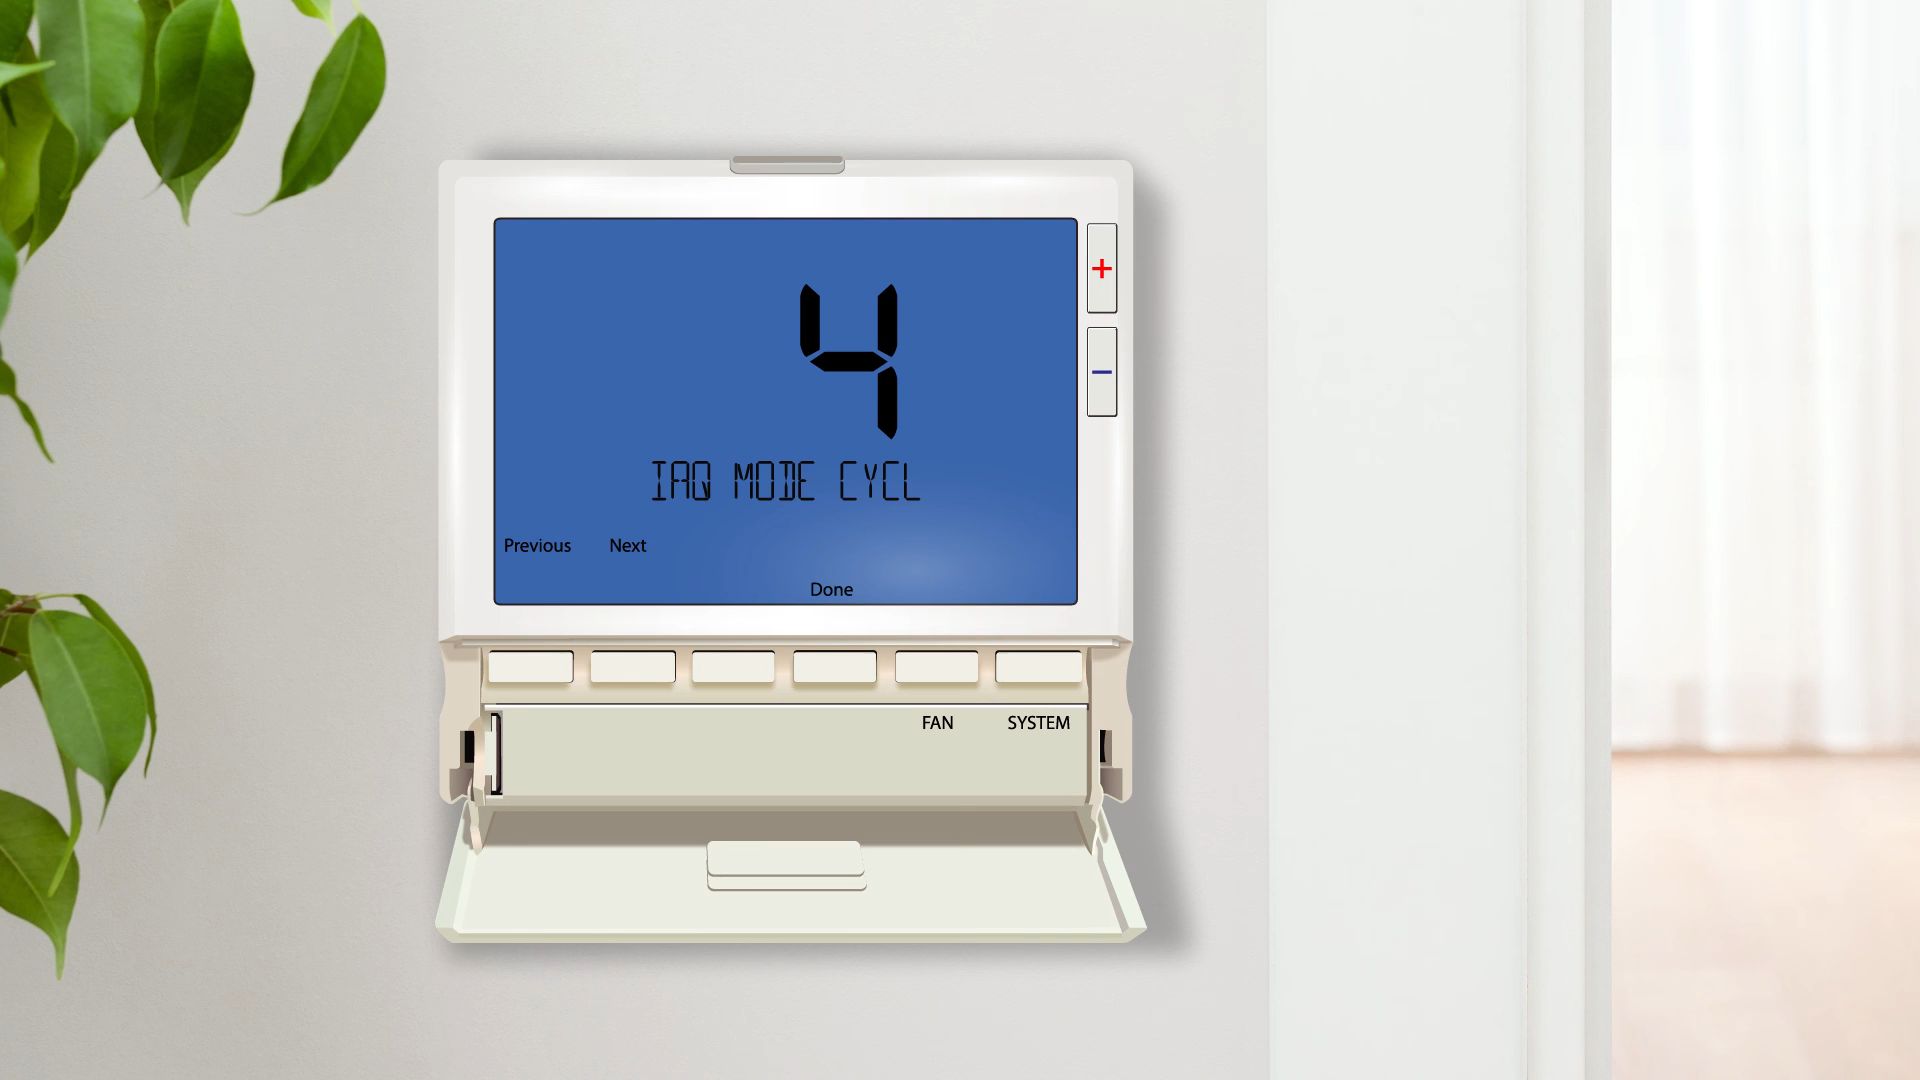 +
4
−
IAQ MODE CYCL
Previous Next
Done
FAN SYSTEM